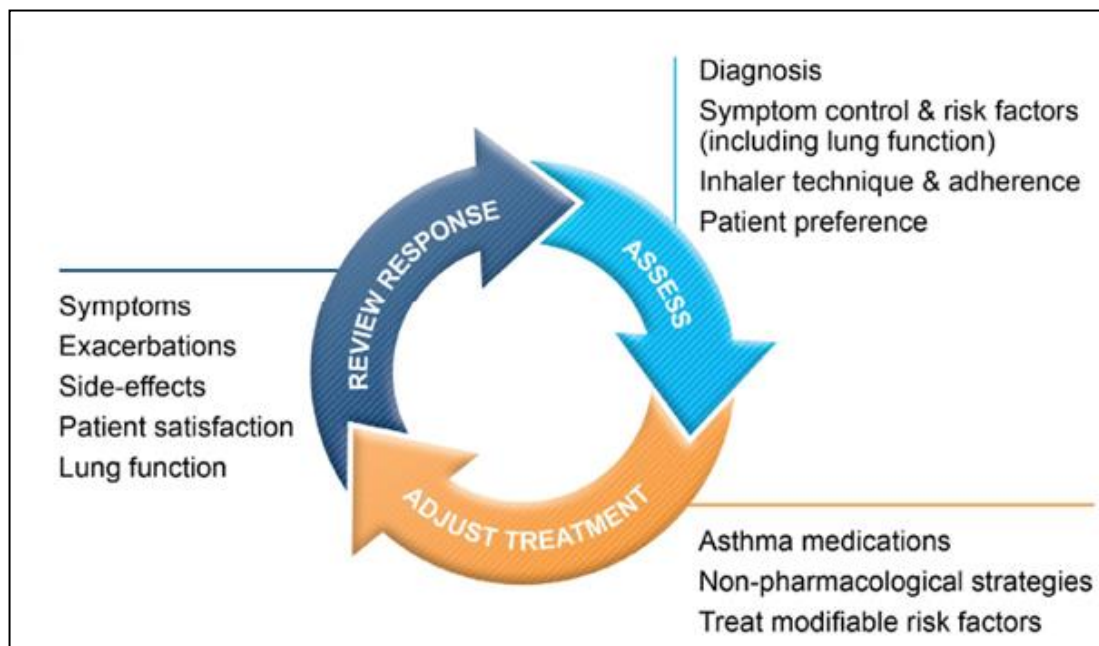 Diagnosis
Symptom control & risk factors
(including lung function)
Inhaler technique & adherence
Patient preference
ASSESS
REVIEW RESPONSE
Symptoms
Exacerbations
Side-effects
Patient satisfaction
Lung function
ADJUST TREATMENT
Asthma medications
Non-pharmacological strategies
Treat modifiable risk factors